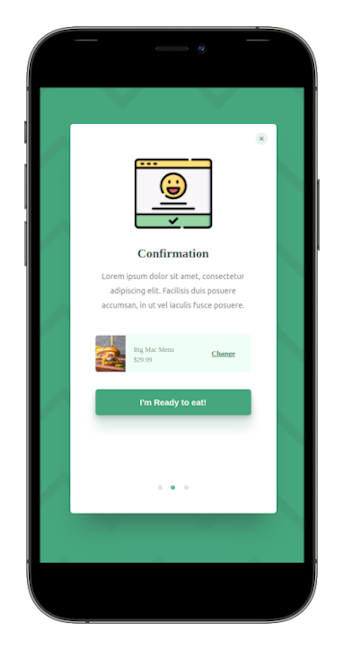 ×
Confirmation
Lorem ipsum dolor sit amet, consectetur
adipiscing elit. Facilisis duis posuere
accumsan, in ut vel iaculis fusce posuere.
Big Mac Menu
$29.99
Change
I'm Ready to eat!